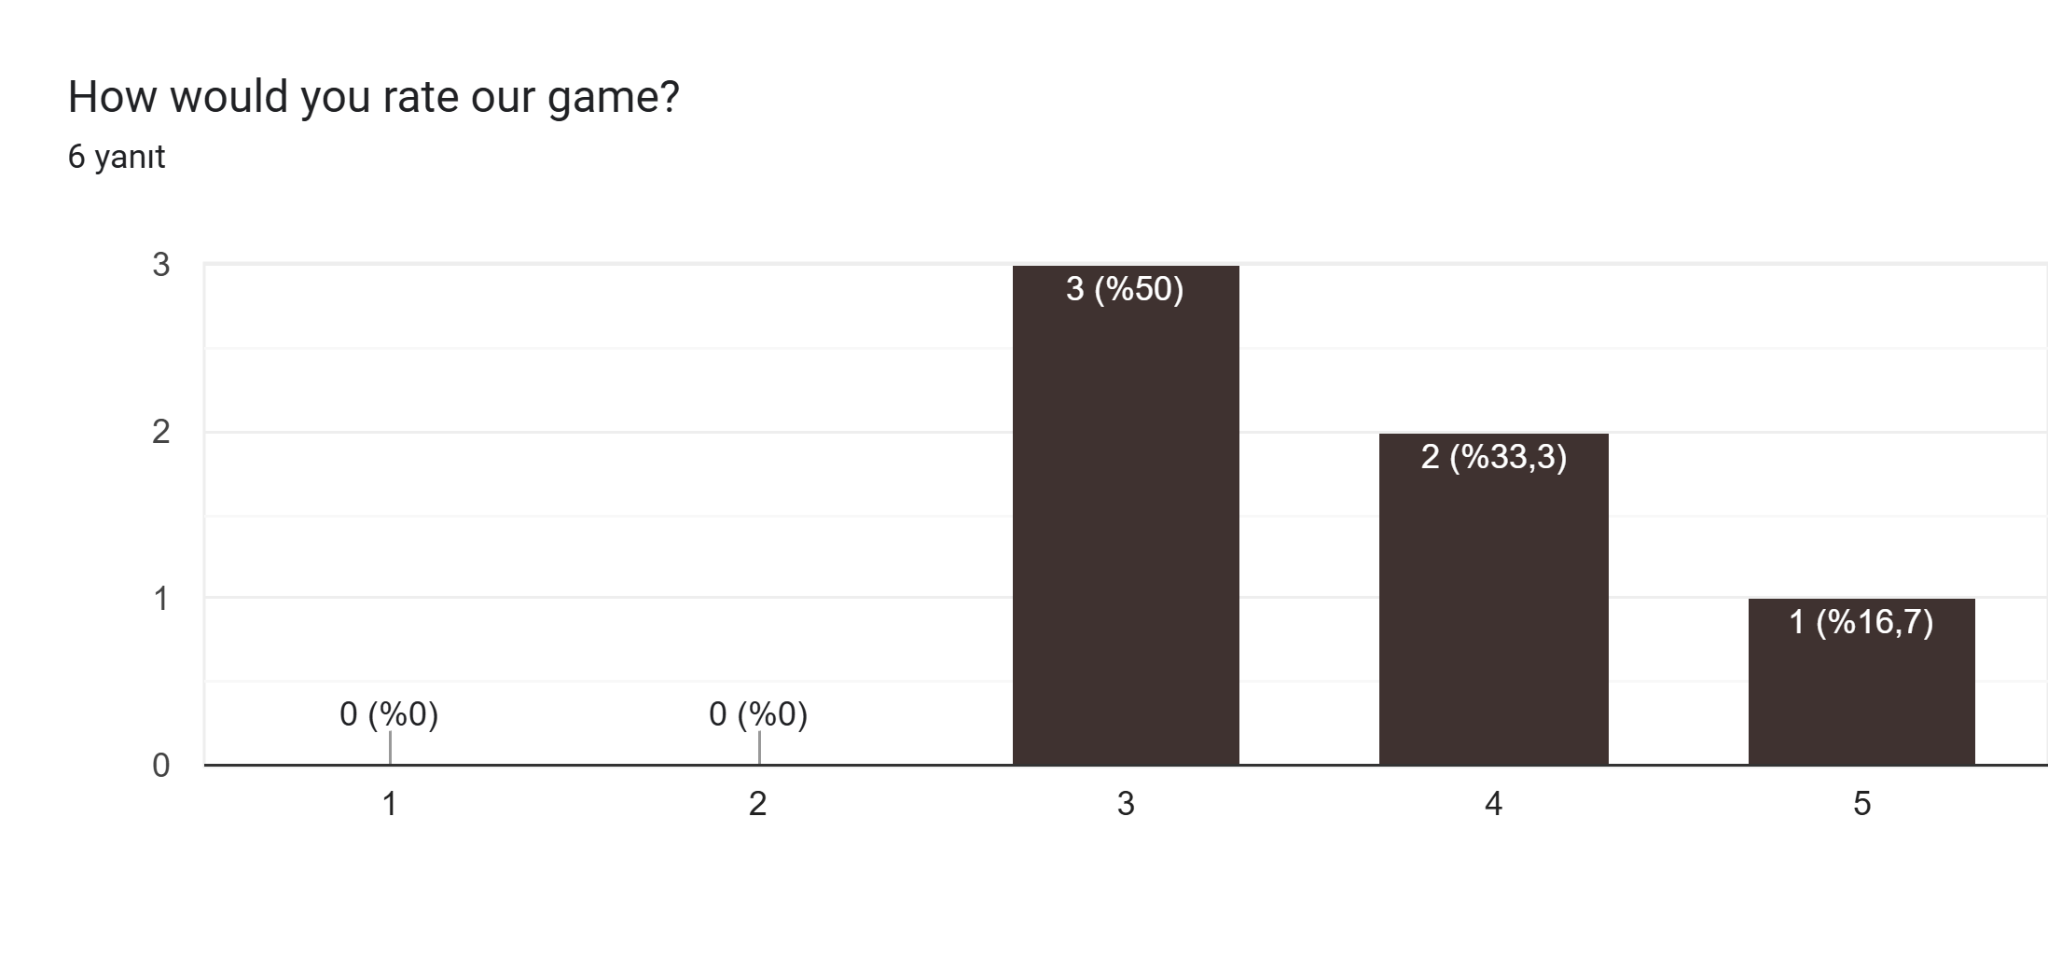 How would you rate our game?
6 yanıt
3
3 (%50)
2
2 (%33,3)
1
1 (%16,7)
0 (%0) 0 (%0)
0
1 2 3 4 5